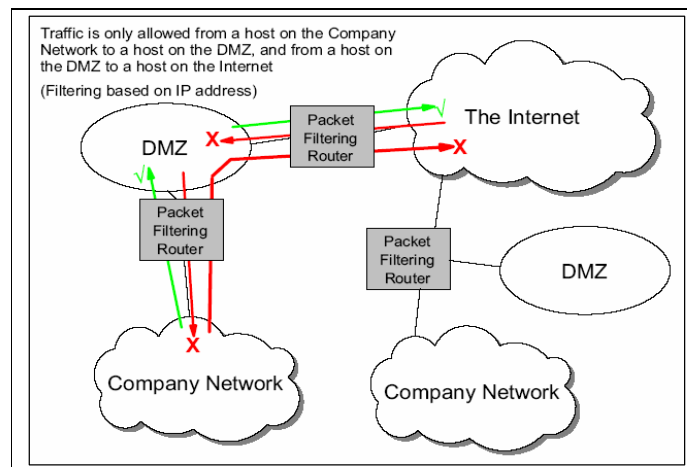 Traffic is only allowed from a host on the Company
Network to a host on the DMZ, and from a host on
the DMZ to a host on the Internet
(Filtering based on IP address)
Packet
Filtering
Router
The Internet
DMZ
X
X
√
√
Packet
Filtering
Router
Packet
Filtering
Router
DMZ
X
Company Network
Company Network